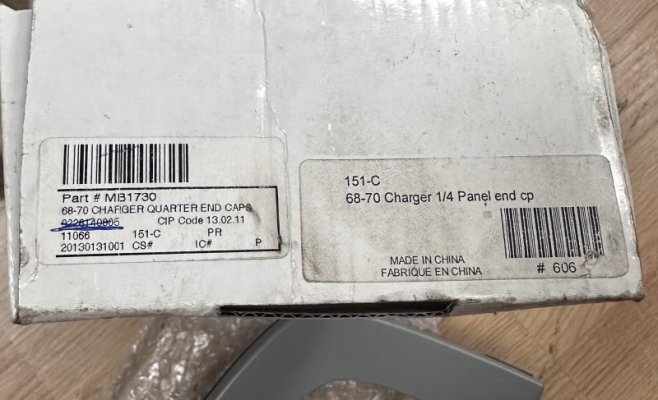 Part # MB1730
68-70 CHARGER QUARTER END CAPS
0226140805 CIP Code 13.02.11
11066 151-C PR
20130131001 CS# IC# P
151-C
68-70 Charger 1/4 Panel end cp
MADE IN CHINA
FABRIQUE EN CHINA
# 606